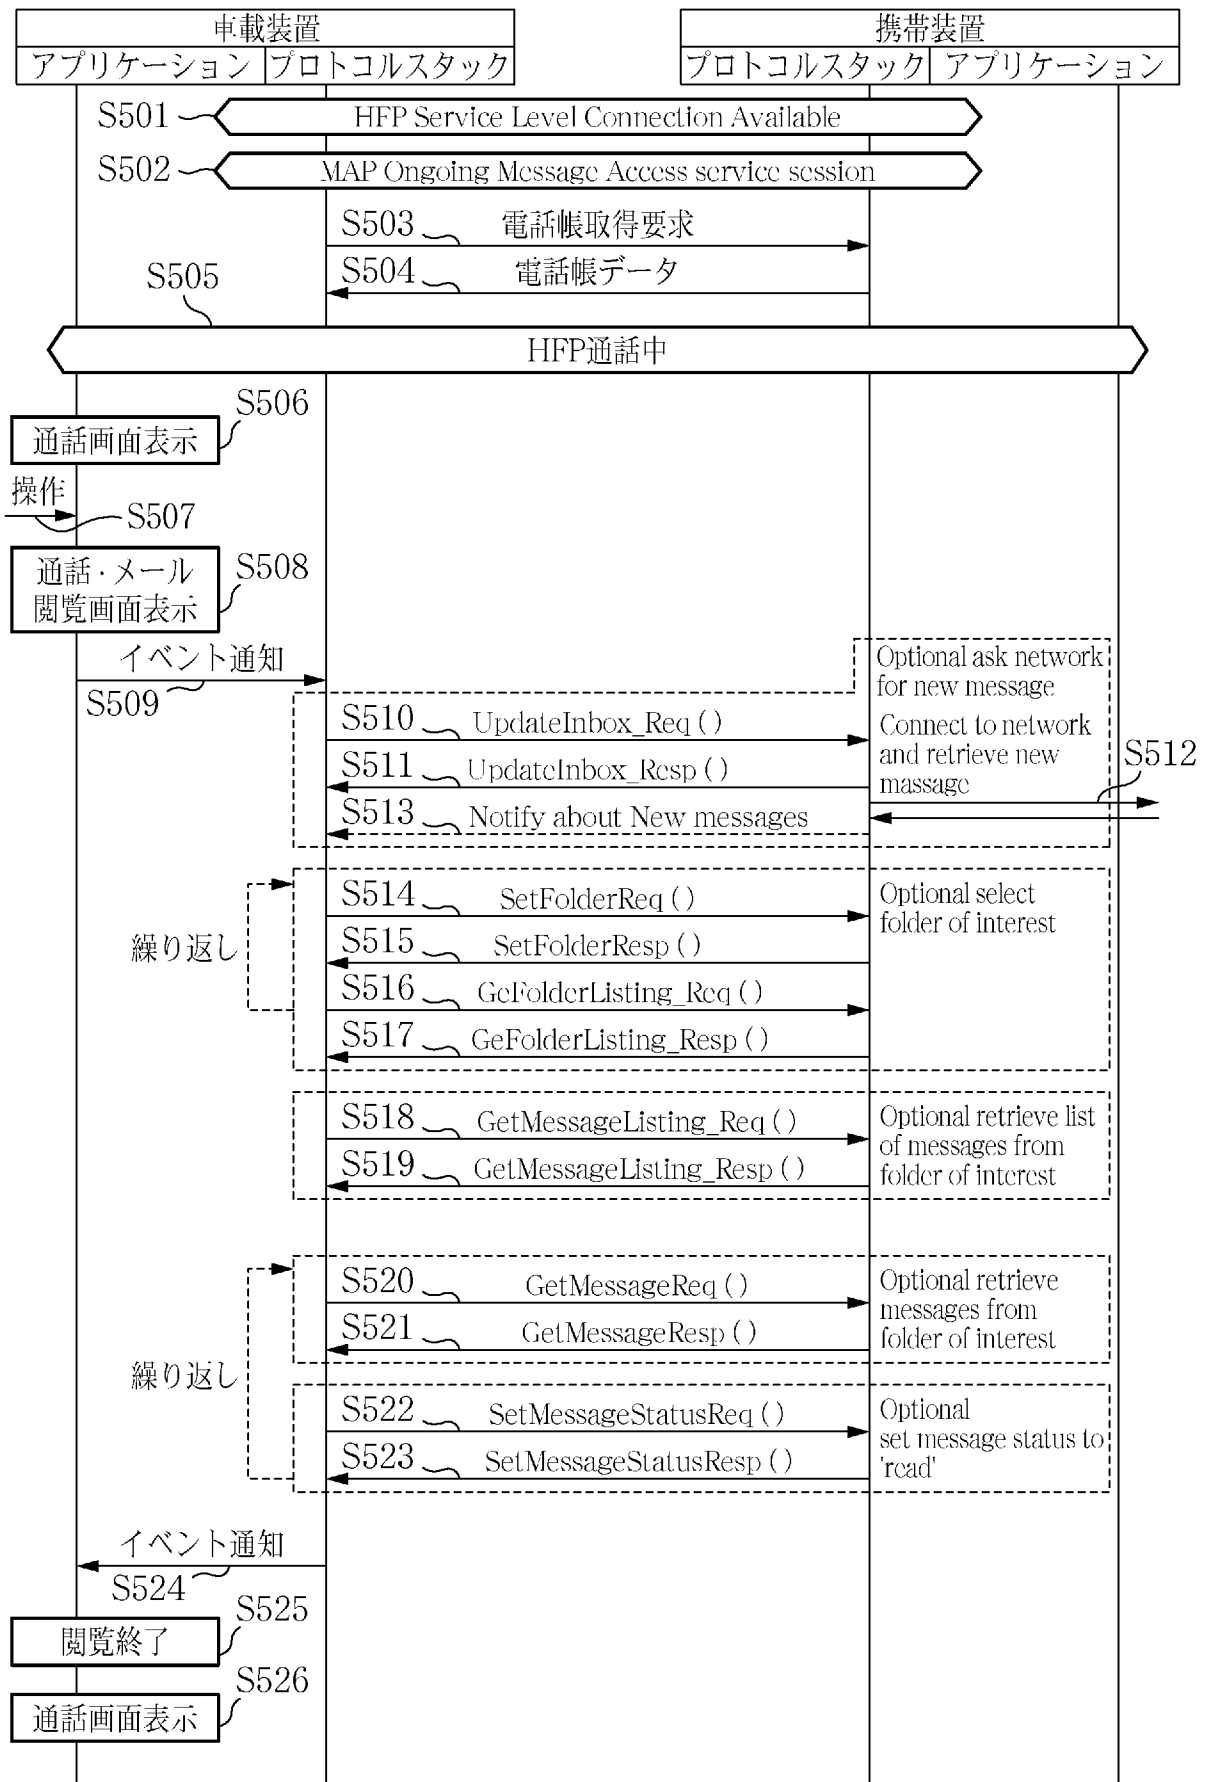 車載装置
携帯装置
アプリケーション
プロトコルスタック
プロトコルスタック
アプリケーション
S501
HFP Service Level Connection Available
S502
MAP Ongoing Message Access service session
S503
電話帳取得要求
S504
電話帳データ
S505
HFP通話中
S506
通話画面表示
操作
S507
通話・メール
閲覧画面表示
S508
イベント通知
S509
Optional ask network
for new message
S510
UpdateInbox_Req ( )
Connect to network
and retrieve new
massage
S511
UpdateInbox_Resp ( )
S512
S513
Notify about New messages
S514
SetFolderReq ( )
Optional select
folder of interest
S515
SetFolderResp ( )
繰り返し
S516
GeFolderListing_Req ( )
S517
GeFolderListing_Resp ( )
S518
GetMessageListing_Req ( )
Optional retrieve list
of messages from
folder of interest
S519
GetMessageListing_Resp ( )
S520
GetMessageReq ( )
Optional retrieve
messages from
folder of interest
S521
GetMessageResp ( )
繰り返し
S522
SetMessageStatusReq ( )
Optional
set message status to
'read'
S523
SetMessageStatusResp ( )
イベント通知
S524
S525
閲覧終了
S526
通話画面表示